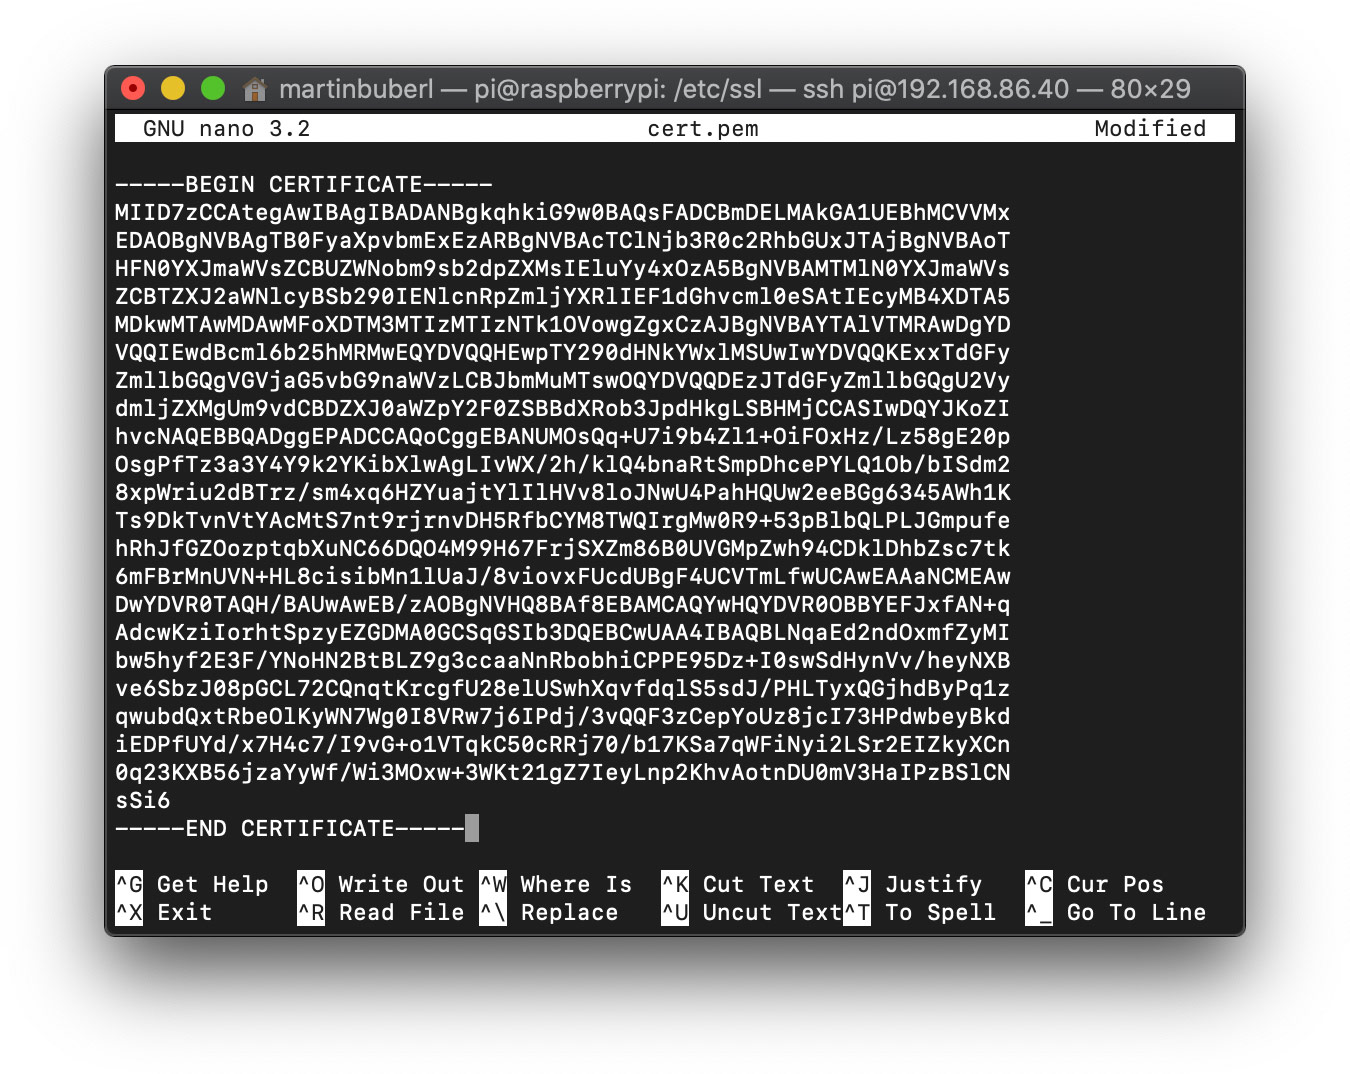 martinbuberl — pi@raspberrypi: /etc/ssl — ssh pi@192.168.86.40 — 80×29
GNU nano 3.2 cert.pem Modified
-----BEGIN CERTIFICATE-----
MIID7zCCAtegAwIBAgIBADANBgkqhkiG9w0BAQsFADCBmDELMAkGA1UEBhMCVVMx
EDAOBgNVBAgTB0FyaXpvbmExEzARBgNVBAcTClNjb3R0c2RhbGUxJTAjBgNVBAoT
HFN0YXJmaWVsZCBUZWNobm9sb2dpZXMsIEluYy4xOzA5BgNVBAMTMlN0YXJmaWVs
ZCBTZXJ2aWNlcyBSb290IENlcnRpZmljYXRlIEF1dGhvcml0eSAtIEcyMB4XDTA5
MDkwMTAwMDAwMFoXDTM3MTIzMTIzNTk1OVowgZgxCzAJBgNVBAYTAlVTMRAwDgYD
VQQIEwdBcml6b25hMRMwEQYDVQQHEwpTY290dHNkYWxlMSUwIwYDVQQKExxTdGFy
ZmllbGQgVGVjaG5vbG9naWVzLCBJbmMuMTswOQYDVQQDEzJTdGFyZmllbGQgU2Vy
dmljZXMgUm9vdCBDZXJ0aWZpY2F0ZSBBdXRob3JpdHkgLSBHMjCCASIwDQYJKoZI
hvcNAQEBBQADggEPADCCAQoCggEBANUMOsQq+U7i9b4Zl1+OiFOxHz/Lz58gE20p
OsgPfTz3a3Y4Y9k2YKibXlwAgLIvWX/2h/klQ4bnaRtSmpDhcePYLQ1Ob/bISdm2
8xpWriu2dBTrz/sm4xq6HZYuajtYlIlHVv8loJNwU4PahHQUw2eeBGg6345AWh1K
Ts9DkTvnVtYAcMtS7nt9rjrnvDH5RfbCYM8TWQIrgMw0R9+53pBlbQLPLJGmpufe
hRhJfGZOozptqbXuNC66DQO4M99H67FrjSXZm86B0UVGMpZwh94CDklDhbZsc7tk
6mFBrMnUVN+HL8cisibMn1lUaJ/8viovxFUcdUBgF4UCVTmLfwUCAwEAAaNCMEAw
DwYDVR0TAQH/BAUwAwEB/zAOBgNVHQ8BAf8EBAMCAQYwHQYDVR0OBBYEFJxfAN+q
AdcwKziIorhtSpzyEZGDMA0GCSqGSIb3DQEBCwUAA4IBAQBLNqaEd2ndOxmfZyMI
bw5hyf2E3F/YNoHN2BtBLZ9g3ccaaNnRbobhiCPPE95Dz+I0swSdHynVv/heyNXB
ve6SbzJ08pGCL72CQnqtKrcgfU28elUSwhXqvfdqlS5sdJ/PHLTyxQGjhdByPq1z
qwubdQxtRbeOlKyWN7Wg0I8VRw7j6IPdj/3vQQF3zCepYoUz8jcI73HPdwbeyBkd
iEDPfUYd/x7H4c7/I9vG+o1VTqkC50cRRj70/b17KSa7qWFiNyi2LSr2EIZkyXCn
0q23KXB56jzaYyWf/Wi3MOxw+3WKt21gZ7IeyLnp2KhvAotnDU0mV3HaIPzBSlCN
sSi6
-----END CERTIFICATE-----
^G Get Help ^O Write Out ^W Where Is ^K Cut Text ^J Justify ^C Cur Pos
^X Exit ^R Read File ^\ Replace ^U Uncut Text ^T To Spell ^_ Go To Line